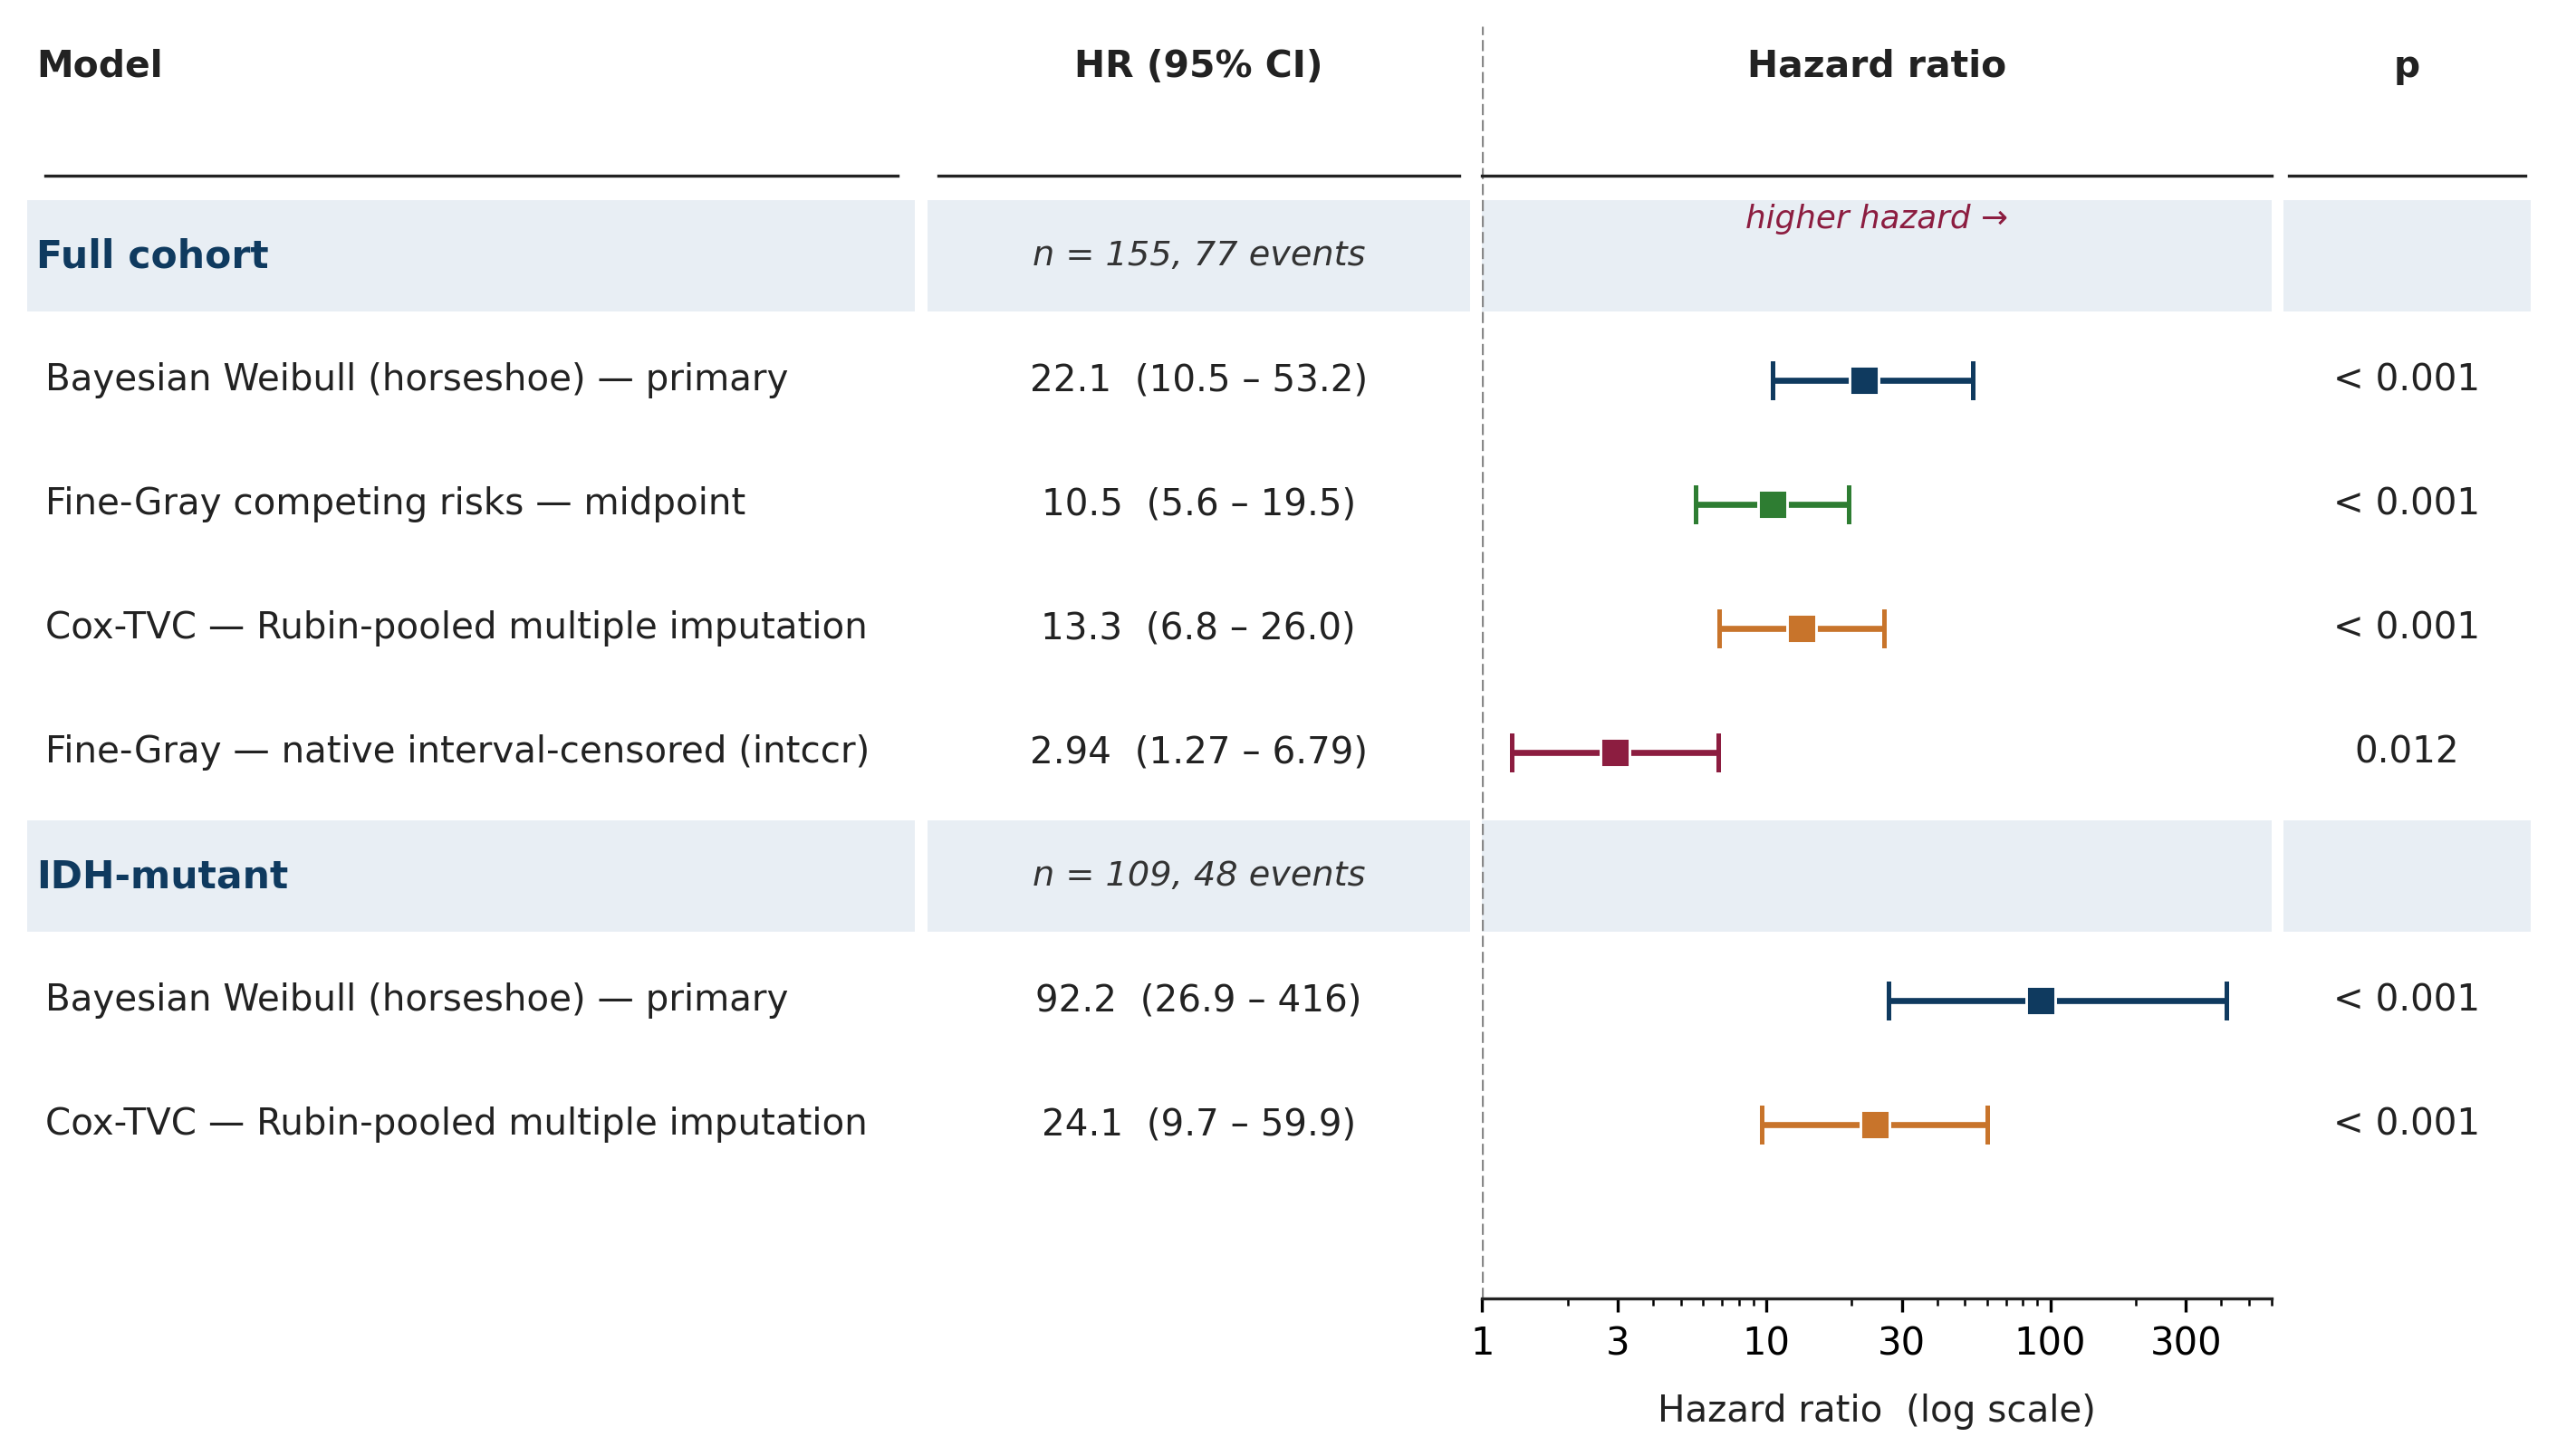 Model HR (95% CI) Hazard ratio p
higher hazard →
Full cohort n = 155, 77 events
Bayesian Weibull (horseshoe) — primary 22.1 (10.5 – 53.2) < 0.001
Fine-Gray competing risks — midpoint 10.5 (5.6 – 19.5) < 0.001
Cox-TVC — Rubin-pooled multiple imputation 13.3 (6.8 – 26.0) < 0.001
Fine-Gray — native interval-censored (intccr) 2.94 (1.27 – 6.79) 0.012
IDH-mutant n = 109, 48 events
Bayesian Weibull (horseshoe) — primary 92.2 (26.9 – 416) < 0.001
Cox-TVC — Rubin-pooled multiple imputation 24.1 (9.7 – 59.9) < 0.001
1 3 10 30 100 300
Hazard ratio (log scale)